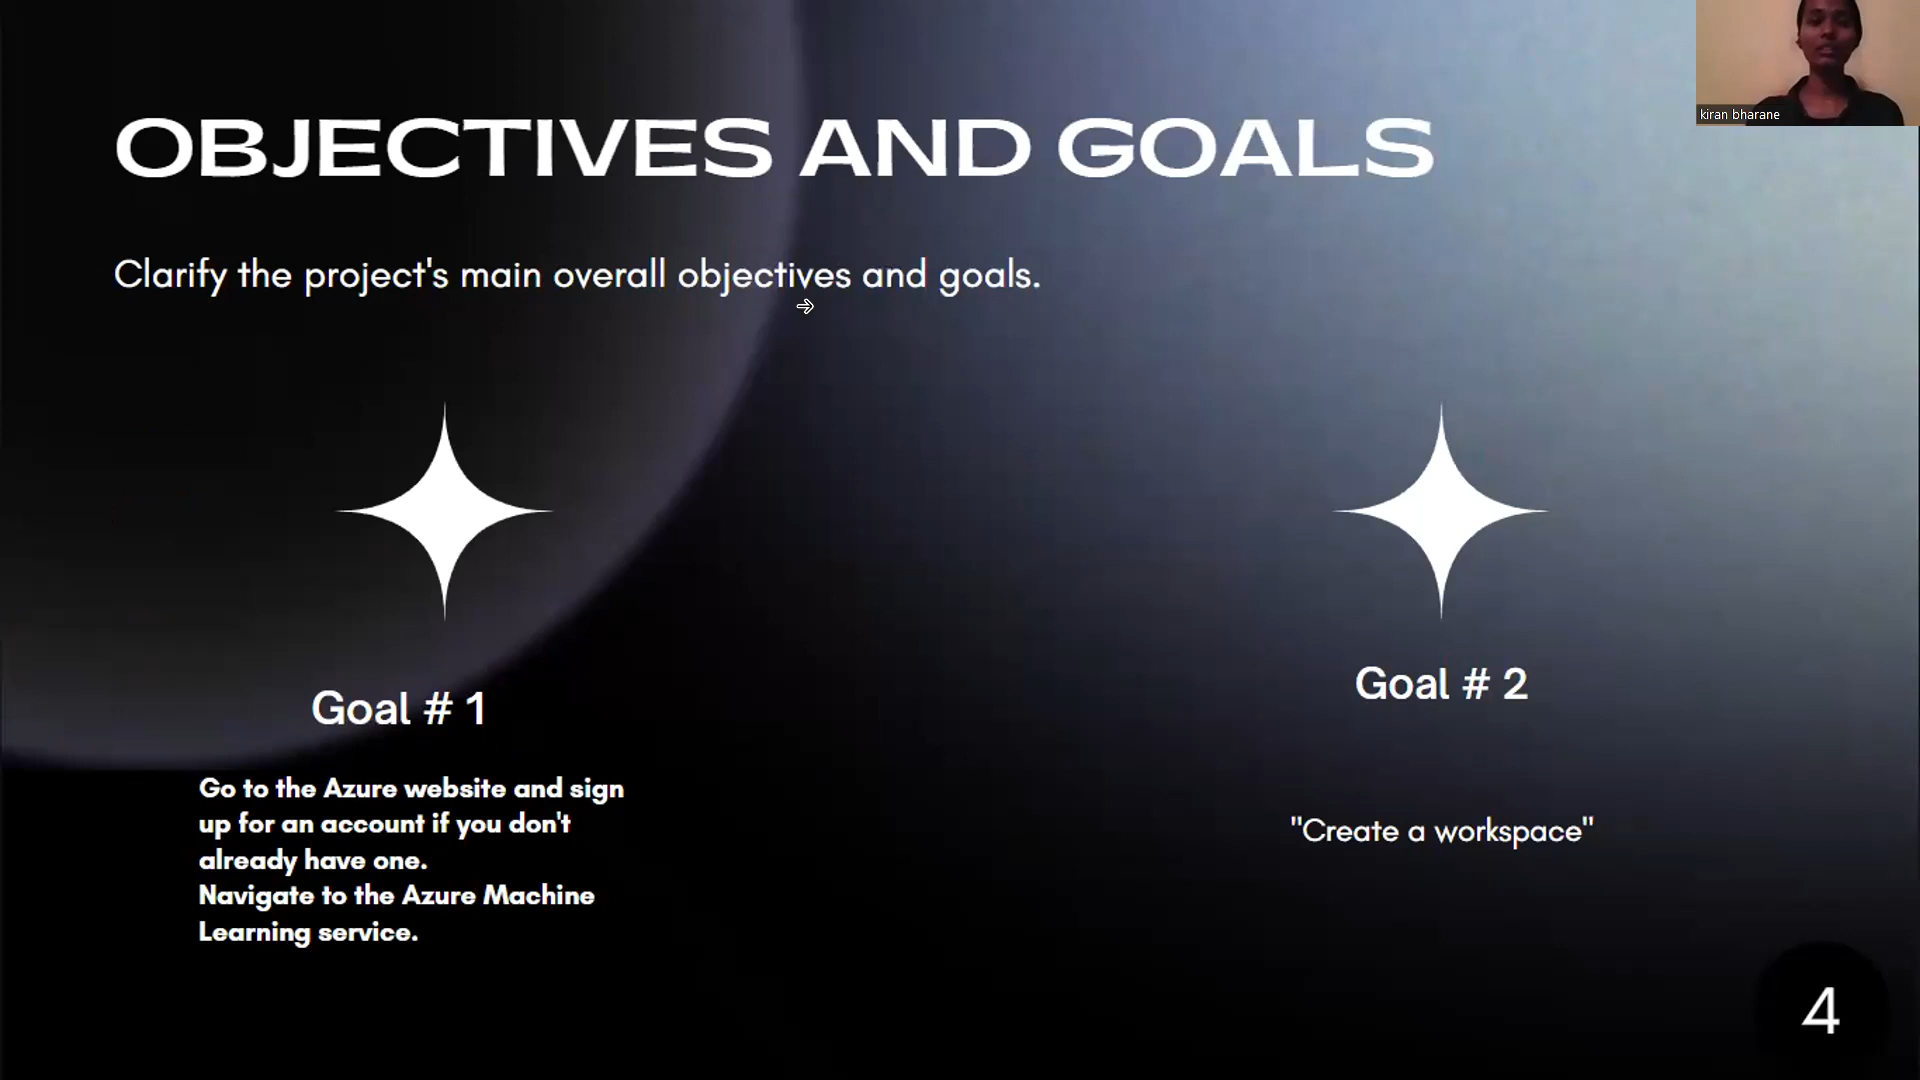 OBJECTIVES AND GOALS
kiran bharane
Clarify the project's main overall objectives and goals.
Goal # 1
Go to the Azure website and sign
up for an account if you don't
already have one.
Navigate to the Azure Machine
Learning service.
Goal # 2
"Create a workspace"
4